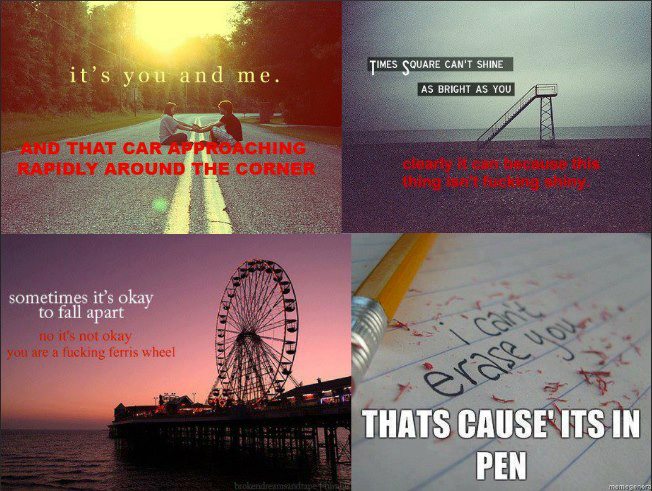 it's you and me.
AND THAT CAR APPROACHING
RAPIDLY AROUND THE CORNER
TIMES SQUARE CAN'T SHINE
AS BRIGHT AS YOU
clearly it can because this
thing isn't fucking shiny.
sometimes it's okay
to fall apart
no it's not okay
you are a fucking ferris wheel
brokendreamsandtape
i can't
erase you
THATS CAUSE' ITS IN
PEN